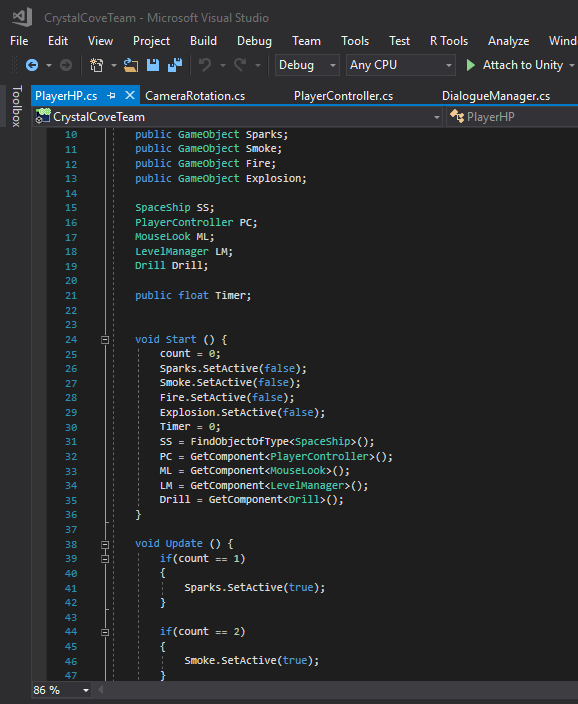 CrystalCoveTeam - Microsoft Visual Studio
File Edit View Project Build Debug Team Tools Test R Tools Analyze Wind
Debug Any CPU Attach to Unity
Toolbox
PlayerHP.cs CameraRotation.cs PlayerController.cs DialogueManager.cs
CrystalCoveTeam PlayerHP
10 public GameObject Sparks;
11 public GameObject Smoke;
12 public GameObject Fire;
13 public GameObject Explosion;
14
15 SpaceShip SS;
16 PlayerController PC;
17 MouseLook ML;
18 LevelManager LM;
19 Drill Drill;
20
21 public float Timer;
22
23
24 void Start () {
25 count = 0;
26 Sparks.SetActive(false);
27 Smoke.SetActive(false);
28 Fire.SetActive(false);
29 Explosion.SetActive(false);
30 Timer = 0;
31 SS = FindObjectOfType<SpaceShip>();
32 PC = GetComponent<PlayerController>();
33 ML = GetComponent<MouseLook>();
34 LM = GetComponent<LevelManager>();
35 Drill = GetComponent<Drill>();
36 }
37
38 void Update () {
39 if(count == 1)
40 {
41 Sparks.SetActive(true);
42 }
43
44 if(count == 2)
45 {
46 Smoke.SetActive(true);
47 }
86 %